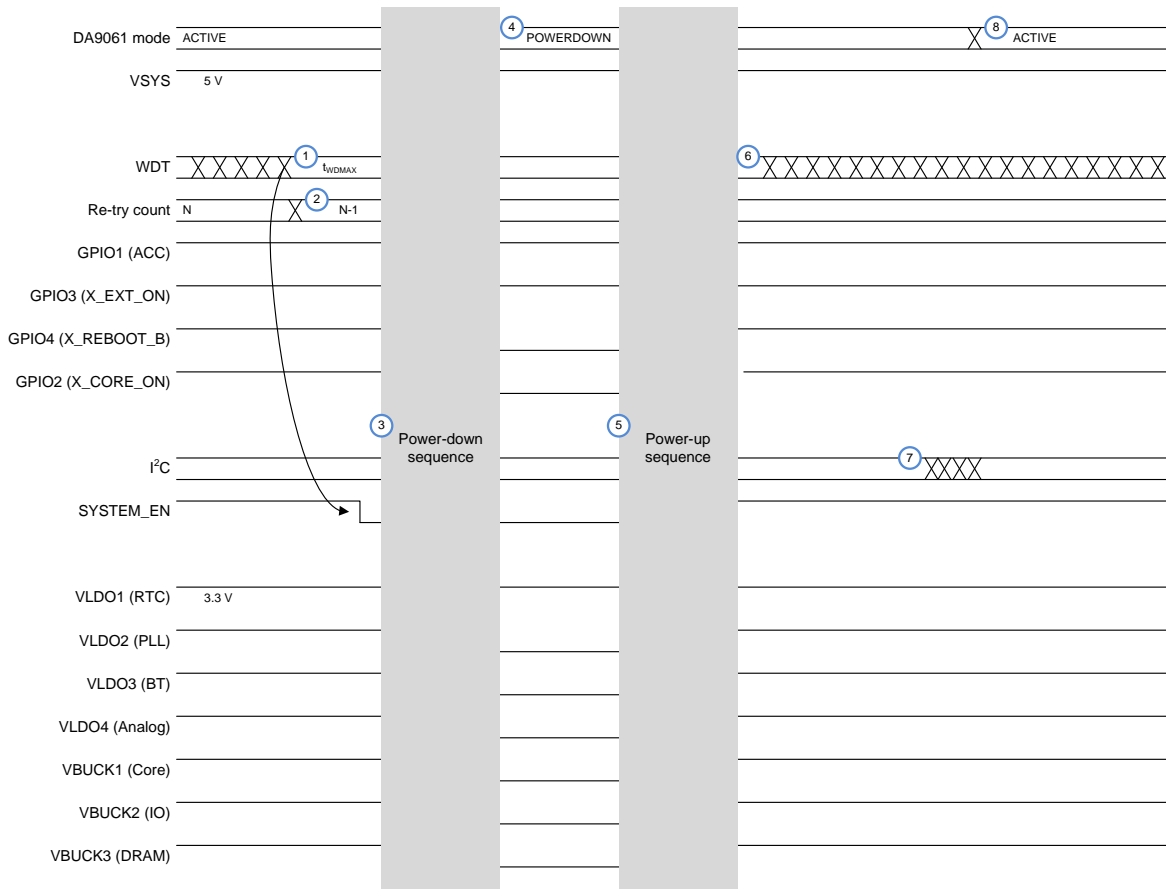 DA9061 mode ACTIVE 4 POWERDOWN 8 ACTIVE
VSYS 5 V
WDT 1 tWDMAX 6
Re-try count N 2 N-1
GPIO1 (ACC)
GPIO3 (X_EXT_ON)
GPIO4 (X_REBOOT_B)
GPIO2 (X_CORE_ON)
3 Power-down
sequence
5 Power-up
sequence
I²C 7
SYSTEM_EN
VLDO1 (RTC) 3.3 V
VLDO2 (PLL)
VLDO3 (BT)
VLDO4 (Analog)
VBUCK1 (Core)
VBUCK2 (IO)
VBUCK3 (DRAM)